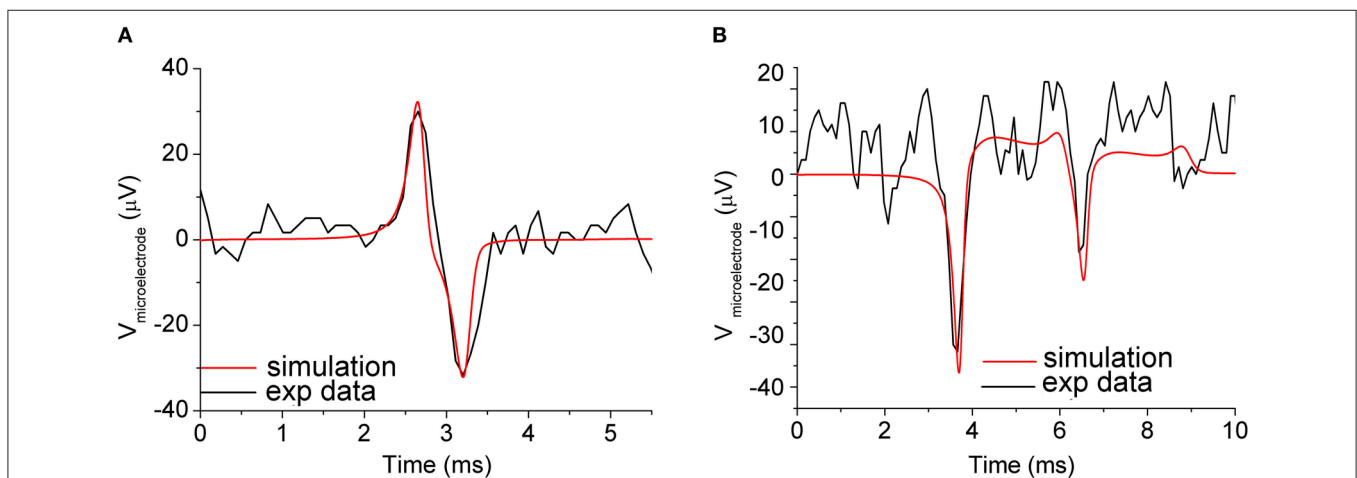 A
40
20
0
-20
-40
V microelectrode (μV)
simulation
exp data
0 1 2 3 4 5
Time (ms)
B
20
10
0
-10
-20
-30
-40
V microelectrode (μV)
simulation
exp data
0 2 4 6 8 10
Time (ms)